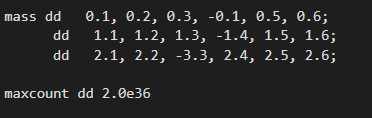 mass dd 0.1, 0.2, 0.3, -0.1, 0.5, 0.6;
dd 1.1, 1.2, 1.3, -1.4, 1.5, 1.6;
dd 2.1, 2.2, -3.3, 2.4, 2.5, 2.6;
maxcount dd 2.0e36